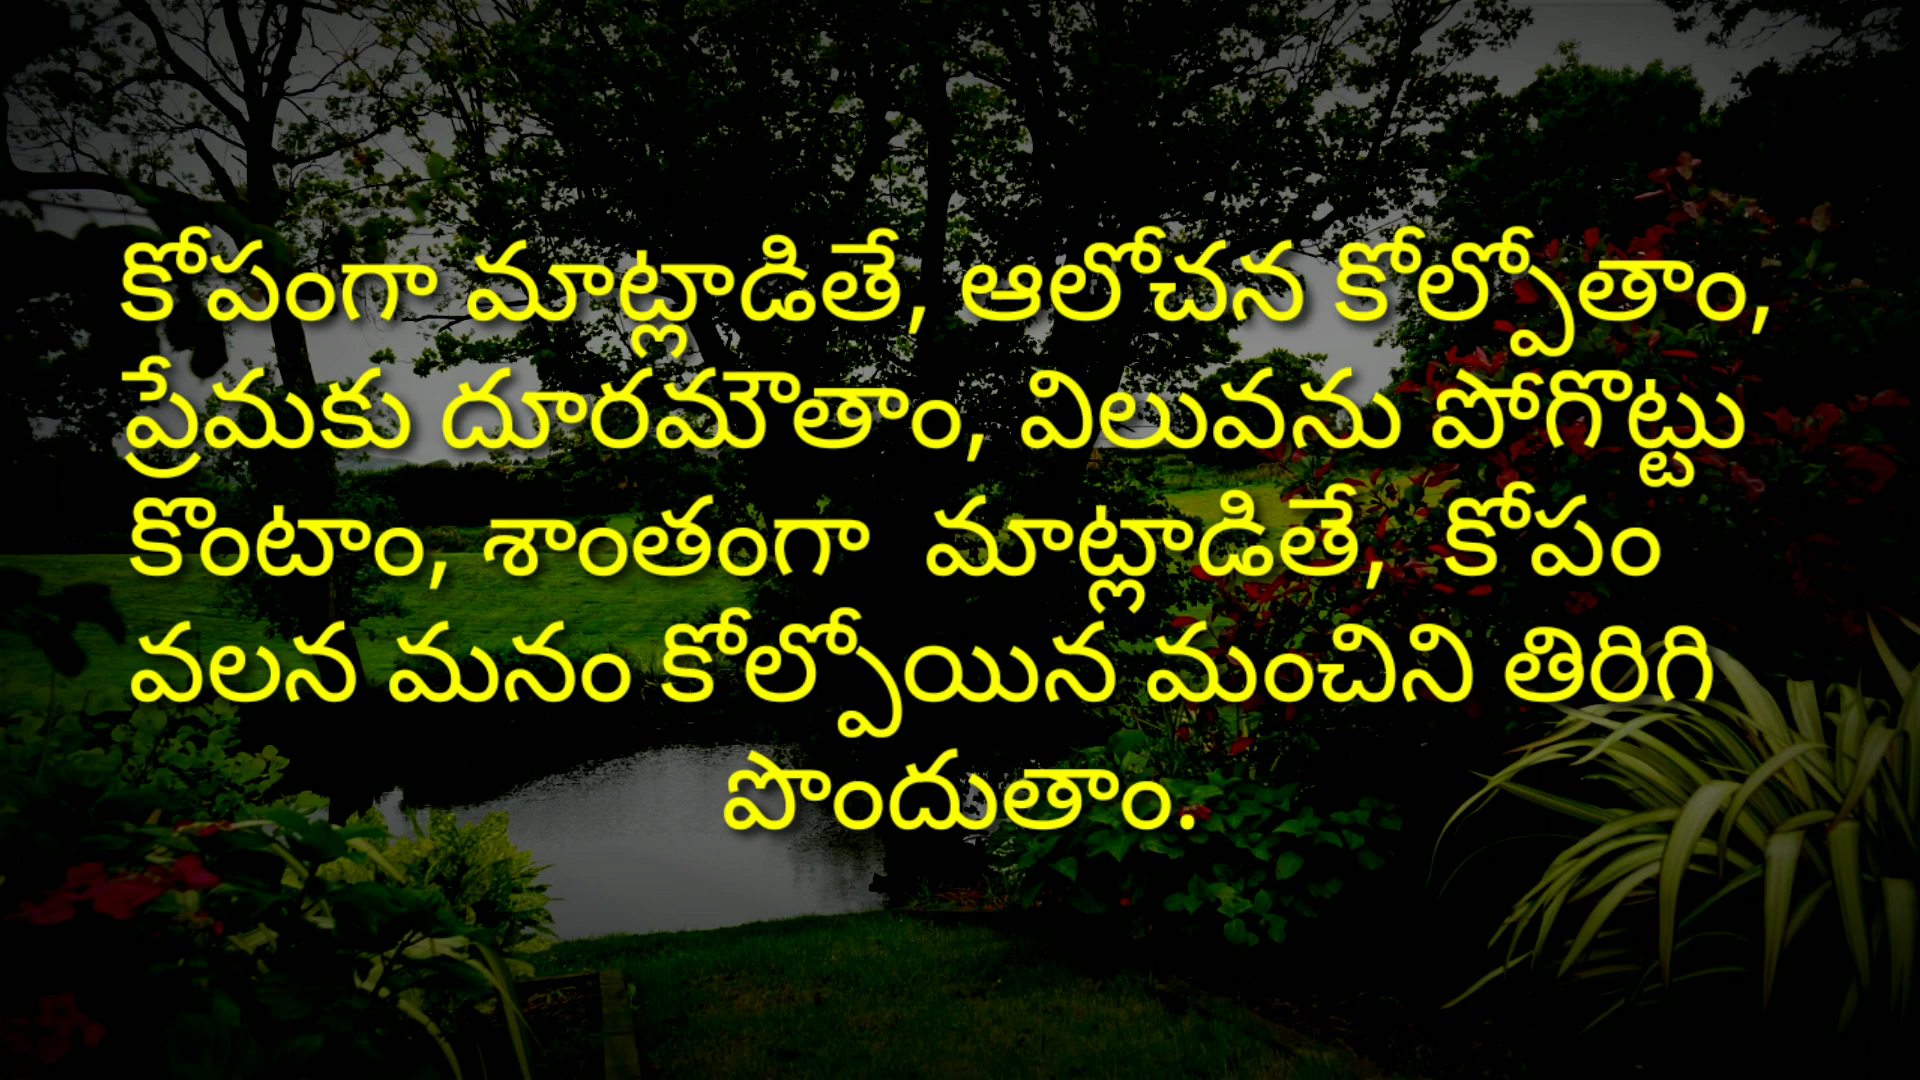 కోపంగా మాట్లాడితే, ఆలోచన కోల్పోతాం,
ప్రేమకు దూరమౌతాం, విలువను పోగొట్టు
కొంటాం, శాంతంగా  మాట్లాడితే,  కోపం
వలన మనం కోల్పోయిన మంచిని తిరిగి
పొందుతాం.